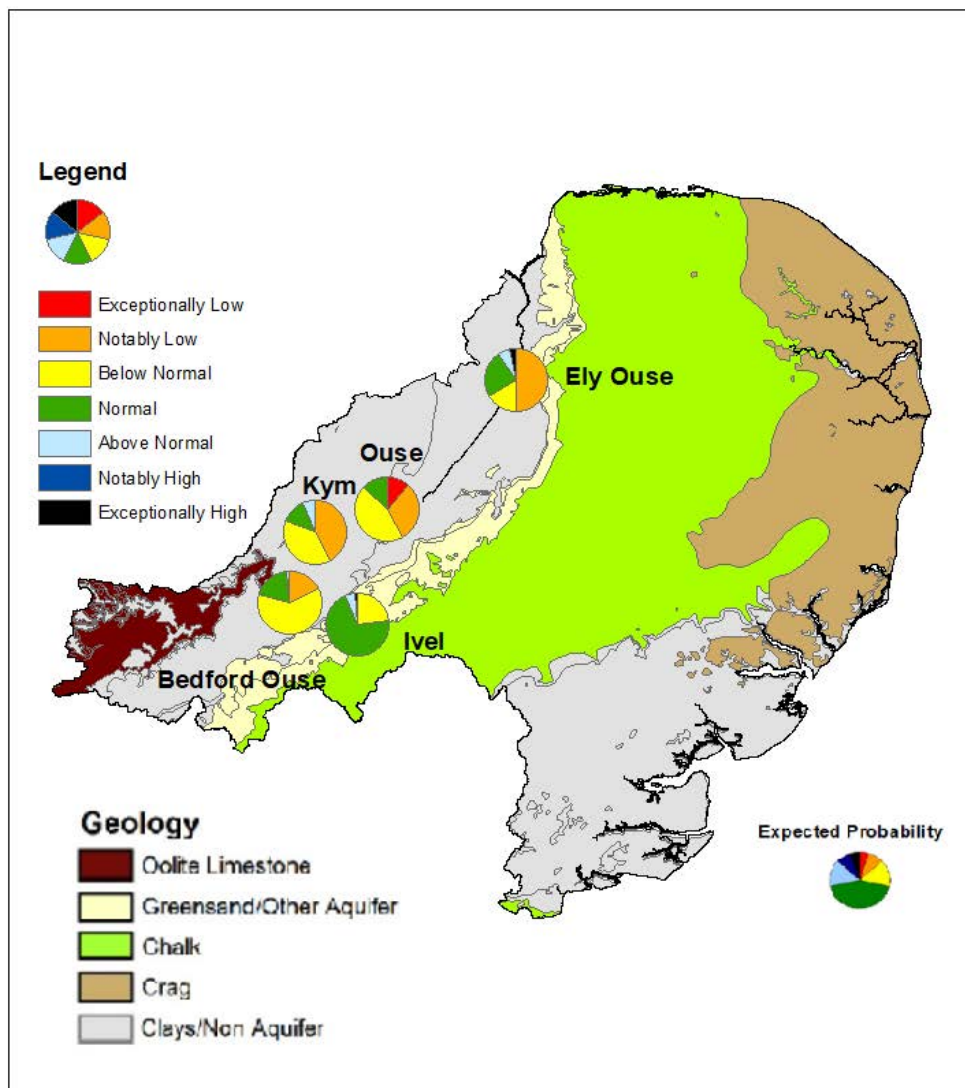 Legend
Exceptionally Low
Notably Low
Below Normal
Normal
Above Normal
Notably High
Exceptionally High
Ely Ouse
Ouse
Kym
Ivel
Bedford Ouse
Geology
Oolite Limestone
Greensand/Other Aquifer
Chalk
Crag
Clays/Non Aquifer
Expected Probability